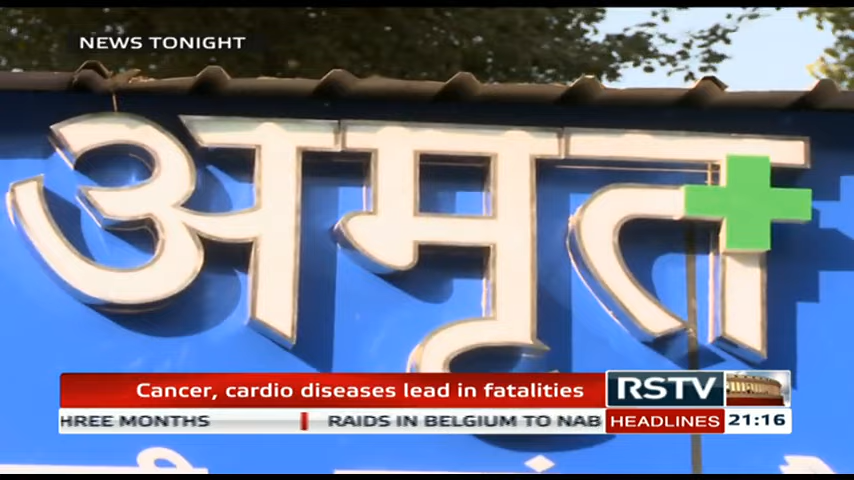 NEWS TONIGHT
अमृत
Cancer, cardio diseases lead in fatalities
RSTV
HREE MONTHS
RAIDS IN BELGIUM TO NAB
HEADLINES
21:16